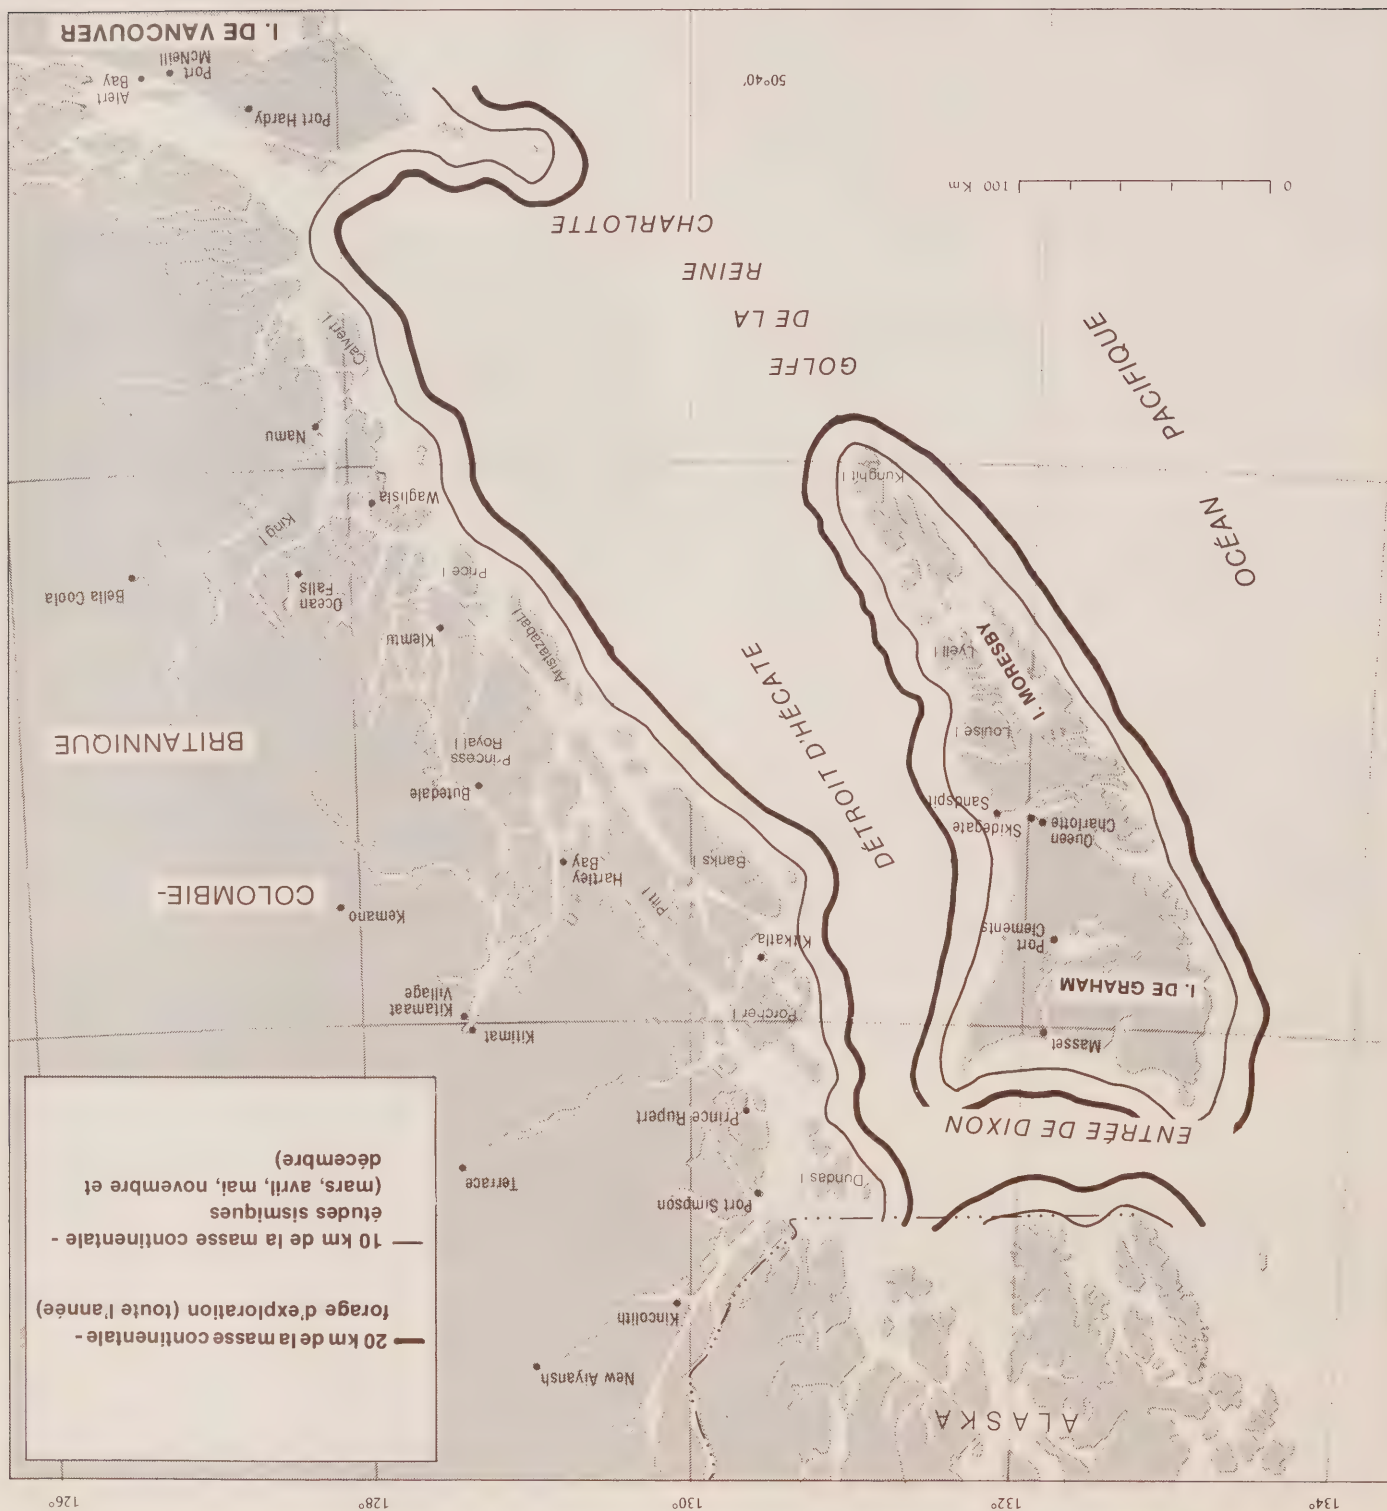 134°
132°
130°
128°
126°
ALASKA
New Aiyansh
Kincolith
20 km de la masse continentale -
forage d'exploration (toute l'année)
10 km de la masse continentale -
études sismiques
(mars, avril, mai, novembre et
décembre)
Port Simpson
Dundas I
Terrace
ENTRÉE DE DIXON
Prince Rupert
Masset
Kitimat
Kitamaat
Village
Porcher I
I. DE GRAHAM
Kitkatla
Port
Clements
Kemano
COLOMBIE-
Pitt I
Hartley
Bay
Banks I
DÉTROIT D'HÉCATE
Queen
Charlotte
Skidegate
Sandspit
Butedale
Princess
Royal I
BRITANNIQUE
Louise I
I. MORESBY
Lyell I
Aristazabal I
Klemtu
Price I
Ocean
Falls
King I
Bella Coola
Waglisla
Kunghit I
Namu
OCÉAN
PACIFIQUE
GOLFE
DE LA
REINE
CHARLOTTE
Calvert I
0
100 Km
Port Hardy
50°40'
Alert
Bay
Port
McNeill
I. DE VANCOUVER